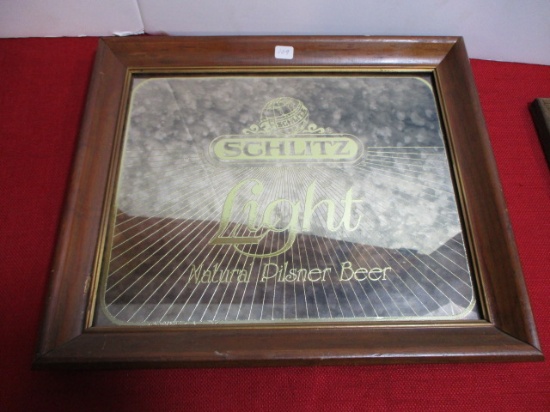 SCHLITZ
Light
Natural Pilsner Beer